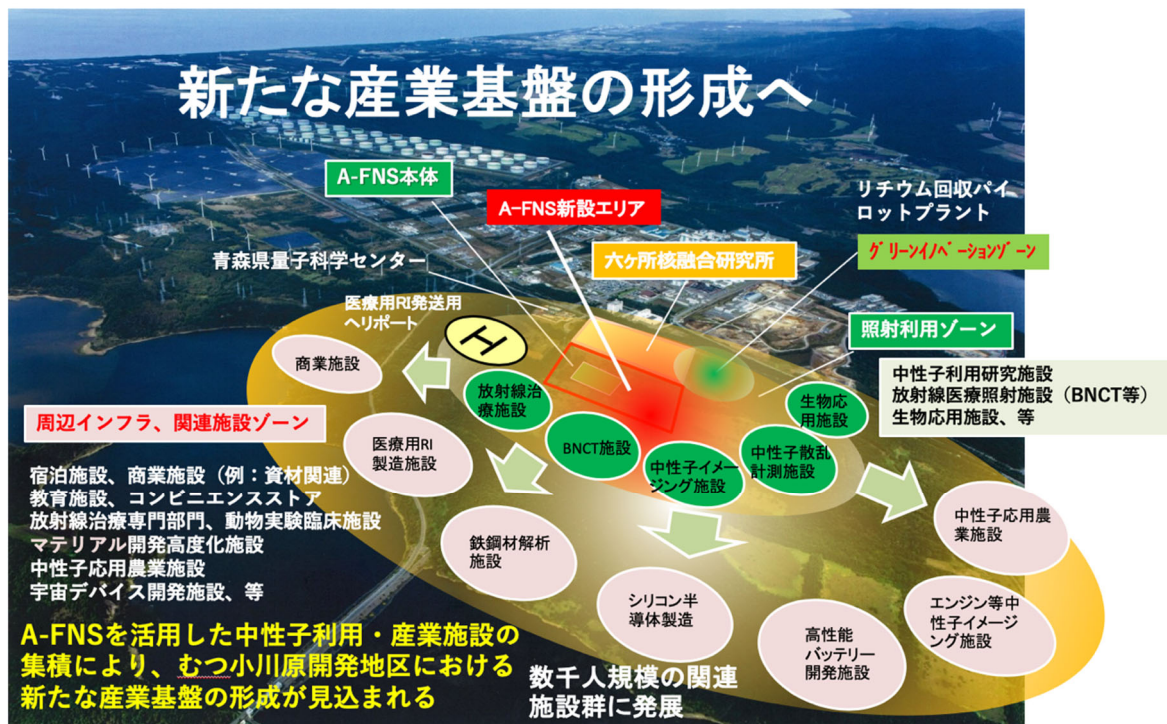 新たな産業基盤の形成へ
A-FNS本体
A-FNS新設エリア
リチウム回収パイ
ロットプラント
青森県量子科学センター
六ヶ所核融合研究所
グリーンイノベーションゾーン
医療用RI発送用
ヘリポート
H
照射利用ゾーン
商業施設
放射線治
療施設
生物応
用施設
中性子利用研究施設
放射線医療照射施設（BNCT等）
生物応用施設、等
周辺インフラ、関連施設ゾーン
医療用RI
製造施設
BNCT施設
中性子イメー
ジング施設
中性子散乱
計測施設
宿泊施設、商業施設（例：資材関連）
教育施設、コンビニエンスストア
放射線治療専門部門、動物実験臨床施設
マテリアル開発高度化施設
中性子応用農業施設
宇宙デバイス開発施設、等
鉄鋼材解析
施設
中性子応用農
業施設
シリコン半
導体製造
高性能
バッテリー
開発施設
エンジン等中
性子イメージ
ング施設
A-FNSを活用した中性子利用・産業施設の
集積により、むつ小川原開発地区における
新たな産業基盤の形成が見込まれる
数千人規模の関連
施設群に発展